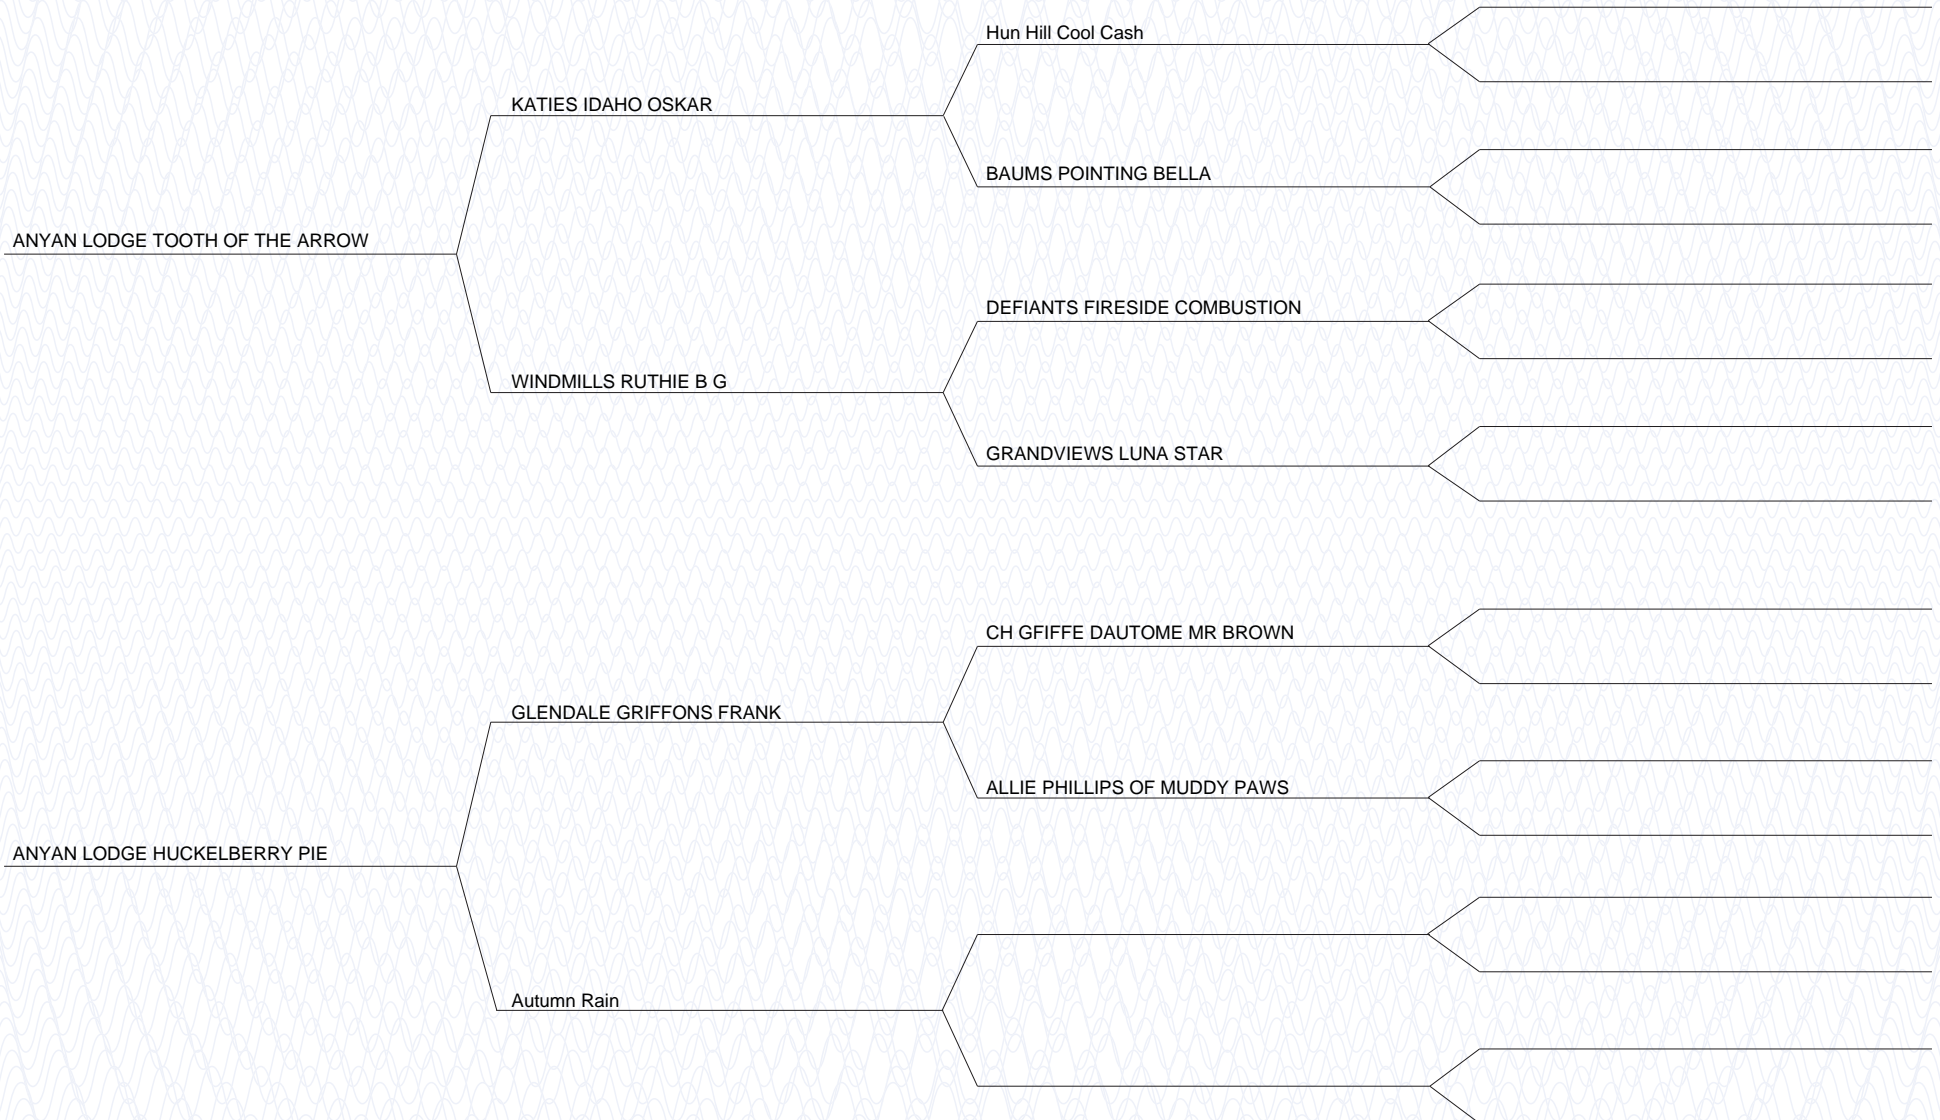 Hun Hill Cool Cash
KATIES IDAHO OSKAR
BAUMS POINTING BELLA
ANYAN LODGE TOOTH OF THE ARROW
DEFIANTS FIRESIDE COMBUSTION
WINDMILLS RUTHIE B G
GRANDVIEWS LUNA STAR
CH GFIFFE DAUTOME MR BROWN
GLENDALE GRIFFONS FRANK
ALLIE PHILLIPS OF MUDDY PAWS
ANYAN LODGE HUCKELBERRY PIE
Autumn Rain